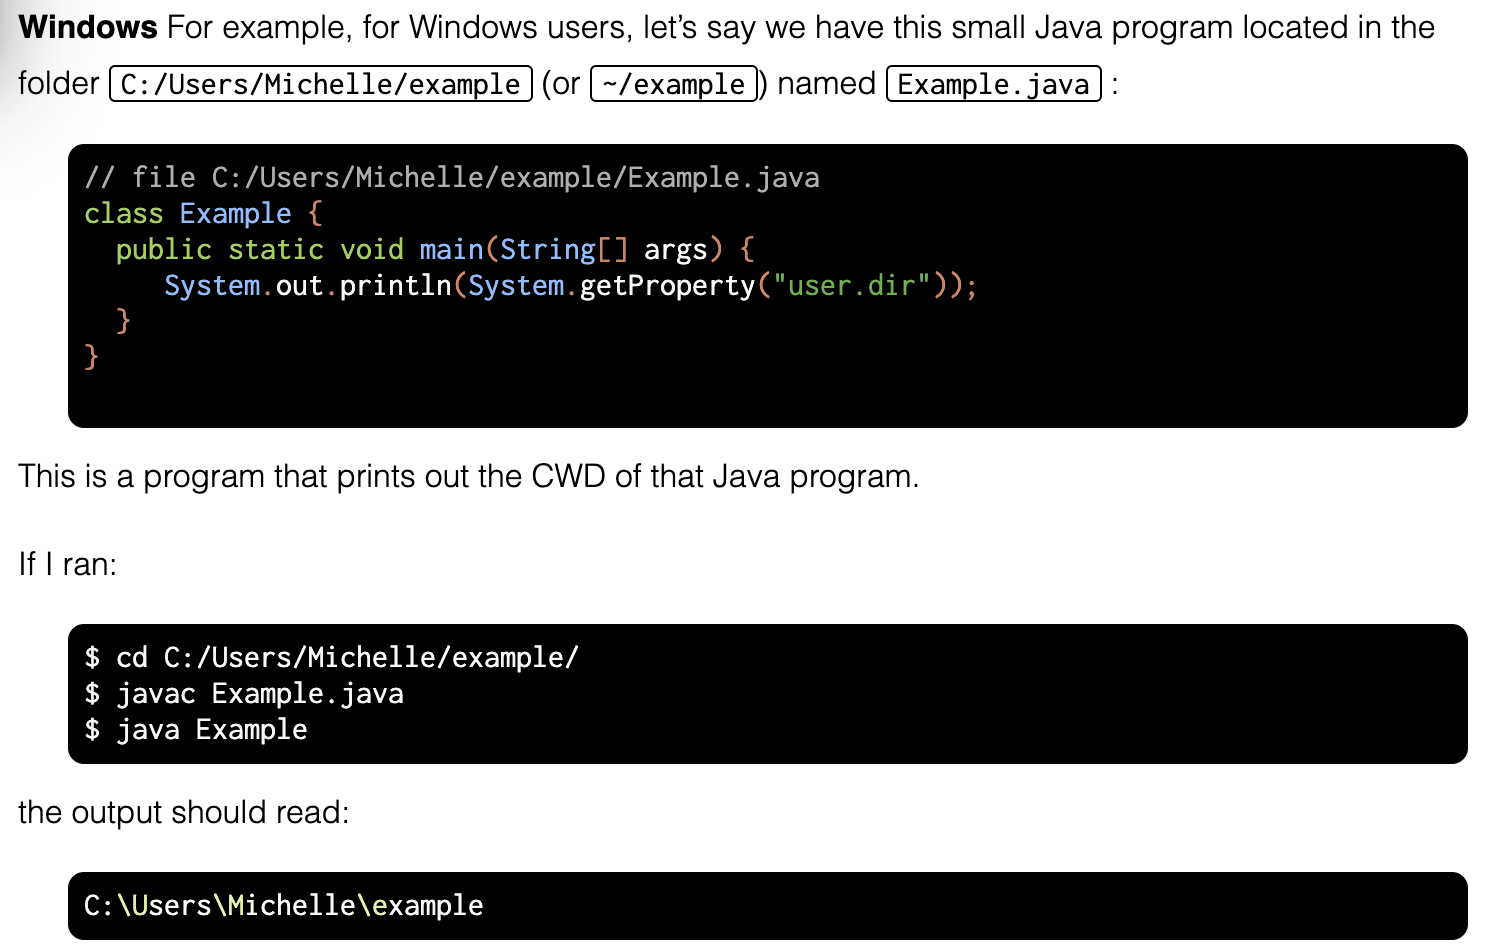 Windows For example, for Windows users, let’s say we have this small Java program located in the
folder C:/Users/Michelle/example (or ~/example) named Example.java :
// file C:/Users/Michelle/example/Example.java
class Example {
  public static void main(String[] args) {
     System.out.println(System.getProperty("user.dir"));
  }
}
This is a program that prints out the CWD of that Java program.
If I ran:
$ cd C:/Users/Michelle/example/
$ javac Example.java
$ java Example
the output should read:
C:\Users\Michelle\example